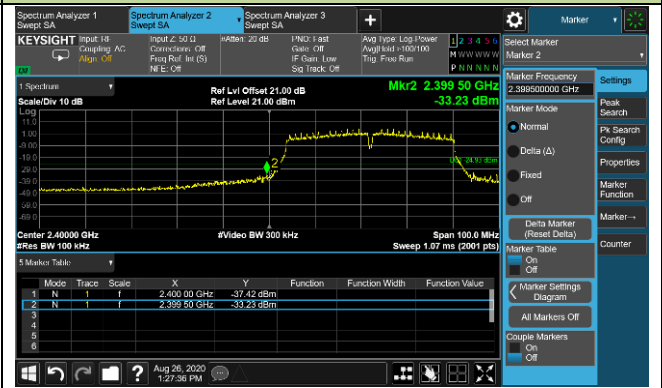 Spectrum Analyzer 1
Swept SA
Spectrum Analyzer 2
Swept SA
Spectrum Analyzer 3
Swept SA
+
Marker
KEYSIGHT
Input: RF
Coupling: AC
Align: Off
Input Z: 50 Ω
Corrections: Off
Freq Ref: Int (S)
NFE: Off
#Atten: 20 dB
PNO: Fast
Gate: Off
IF Gain: Low
Sig Track: Off
Avg Type: Log-Power
Avg|Hold >100/100
Trig: Free Run
1 2 3 4 5 6
M W W W W W
P N N N N N
Select Marker
Marker 2
1 Spectrum
Scale/Div 10 dB
Log
Ref Lvl Offset 21.00 dB
Ref Level 21.00 dBm
Mkr2 2.399 50 GHz
-33.23 dBm
11.0
1.00
-9.00
-19.0
-29.0
-39.0
-49.0
-59.0
-69.0
2
Center 2.40000 GHz
#Res BW 100 kHz
#Video BW 300 kHz
Span 100.0 MHz
Sweep 1.07 ms (2001 pts)
Marker Frequency
2.399500000 GHz
Marker Mode
Normal
Delta (Δ)
Fixed
Off
Delta Marker
(Reset Delta)
Marker Table
On
Off
Marker Settings
Diagram
All Markers Off
Couple Markers
On
Off
Settings
Peak
Search
Pk Search
Config
Properties
Marker
Function
Marker→
Counter
5 Marker Table
Mode Trace Scale X Y Function Function Width Function Value
1 N 1 f 2.400 00 GHz -37.42 dBm
2 N 1 f 2.399 50 GHz -33.23 dBm
3
4
5
6
?
Aug 26, 2020
1:27:36 PM